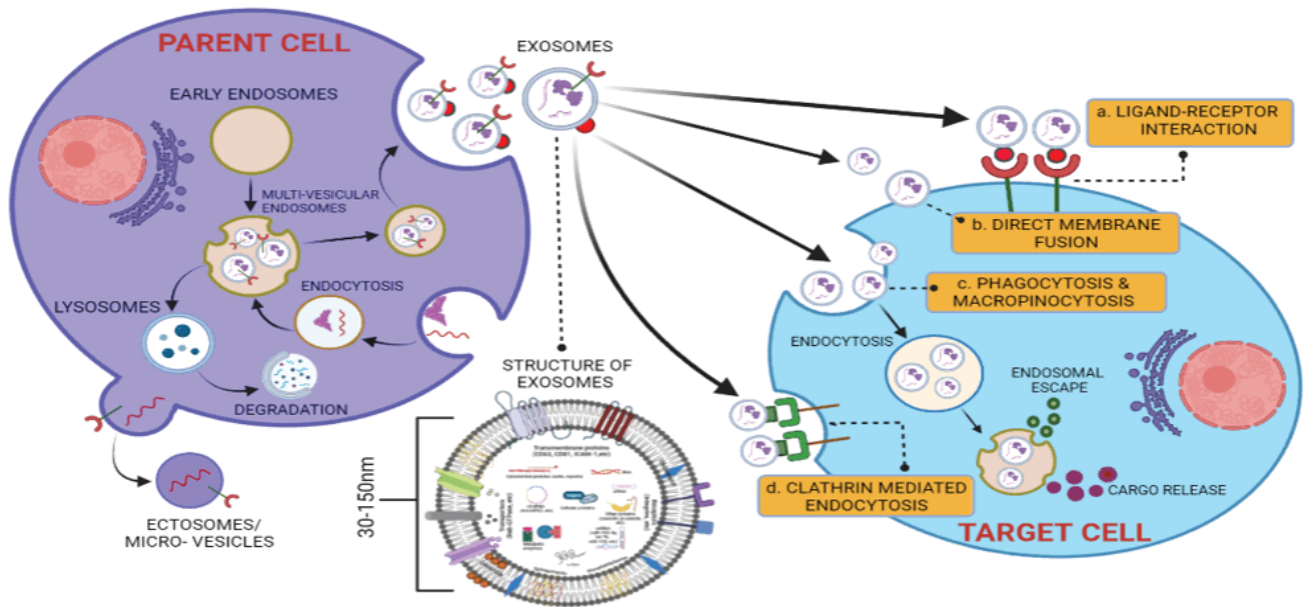 PARENT CELL
EARLY ENDOSOMES
MULTI-VESICULAR
ENDOSOMES
LYSOSOMES
ENDOCYTOSIS
DEGRADATION
ECTOSOMES/
MICRO- VESICLES
EXOSOMES
STRUCTURE OF
EXOSOMES
30-150nm
Transmembrane proteins
(CD63, CD81, ICAM-1,etc)
a. LIGAND-RECEPTOR
INTERACTION
b. DIRECT MEMBRANE
FUSION
c. PHAGOCYTOSIS &
MACROPINOCYTOSIS
ENDOCYTOSIS
ENDOSOMAL
ESCAPE
CARGO RELEASE
d. CLATHRIN MEDIATED
ENDOCYTOSIS
TARGET CELL